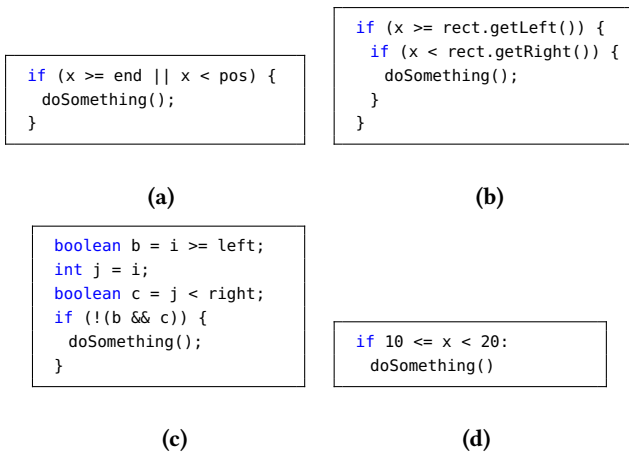 if (x >= end || x < pos) {
  doSomething();
}
(a)
if (x >= rect.getLeft()) {
  if (x < rect.getRight()) {
    doSomething();
  }
}
(b)
boolean b = i >= left;
int j = i;
boolean c = j < right;
if (!(b && c)) {
  doSomething();
}
(c)
if 10 <= x < 20:
  doSomething()
(d)